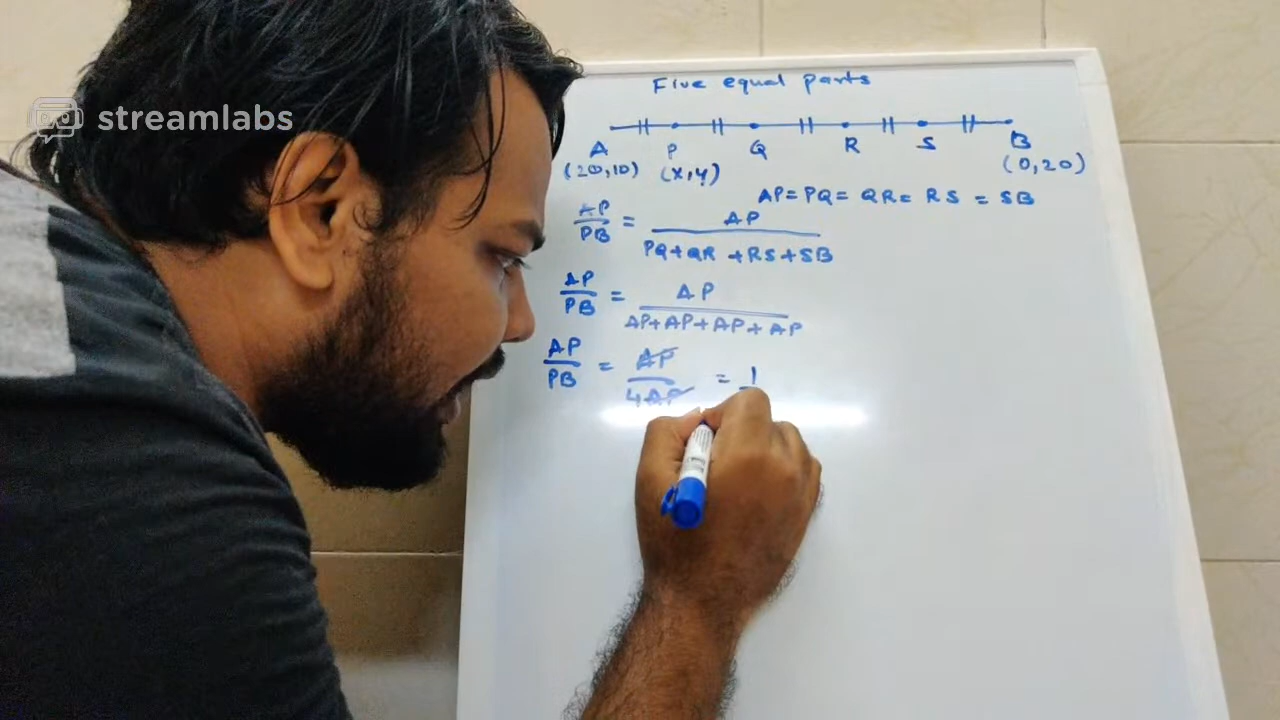 streamlabs
Five equal parts
A P Q R S B
(20,10) (x,y) (0,20)
AP = PQ = QR = RS = SB
AP/PB = AP/(PQ+QR+RS+SB)
AP/PB = AP/(AP+AP+AP+AP)
AP/PB = AP/4AP = 1